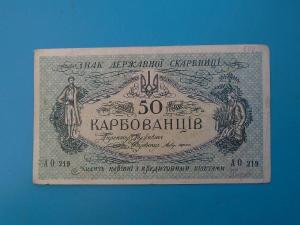 ЗНАК ДЕРЖАВНОЇ СКАРБНИЦІ
50
КАРБОВАНЦІВ
АО 219 АО 219
ХОДИТЬ НАРІВНІ З КРЕДИТОВИМИ БІЛЕТАМИ